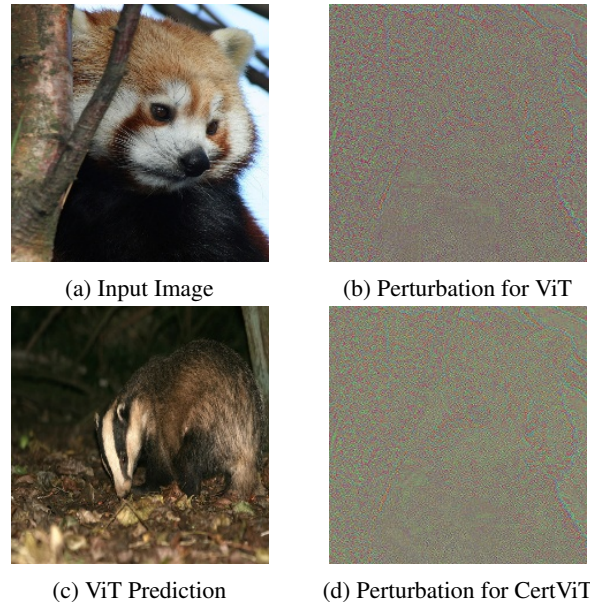 (a) Input Image
(b) Perturbation for ViT
(c) ViT Prediction
(d) Perturbation for CertViT